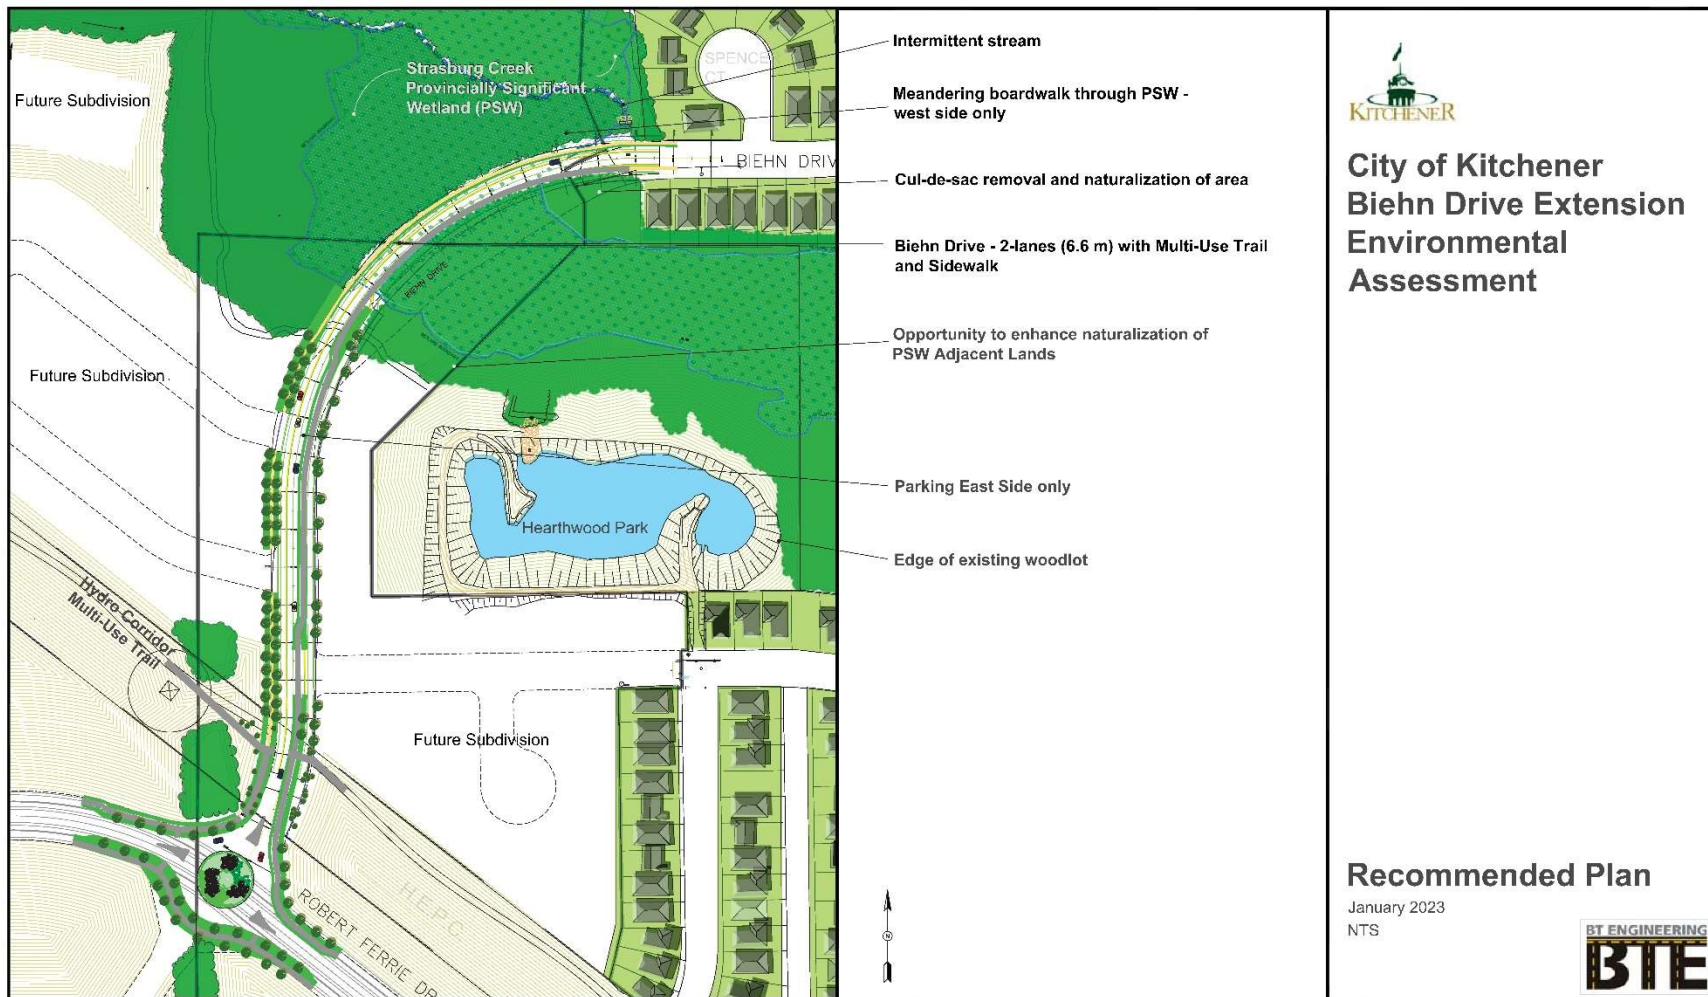 Future Subdivision
Strasburg Creek
Provincially Significant
Wetland (PSW)
SPENCE
CT
BIEHN DRIV
BIEHN DRIVE
Future Subdivision
Hearthwood Park
Hydro Corridor
Multi-Use Trail
Future Subdivision
H.E.P.C.
ROBERT FERRIE DR
Intermittent stream
Meandering boardwalk through PSW -
west side only
Cul-de-sac removal and naturalization of area
Biehn Drive - 2-lanes (6.6 m) with Multi-Use Trail
and Sidewalk
Opportunity to enhance naturalization of
PSW Adjacent Lands
Parking East Side only
Edge of existing woodlot
N
KITCHENER
City of Kitchener
Biehn Drive Extension
Environmental
Assessment
Recommended Plan
January 2023
NTS
BT ENGINEERING
BTE